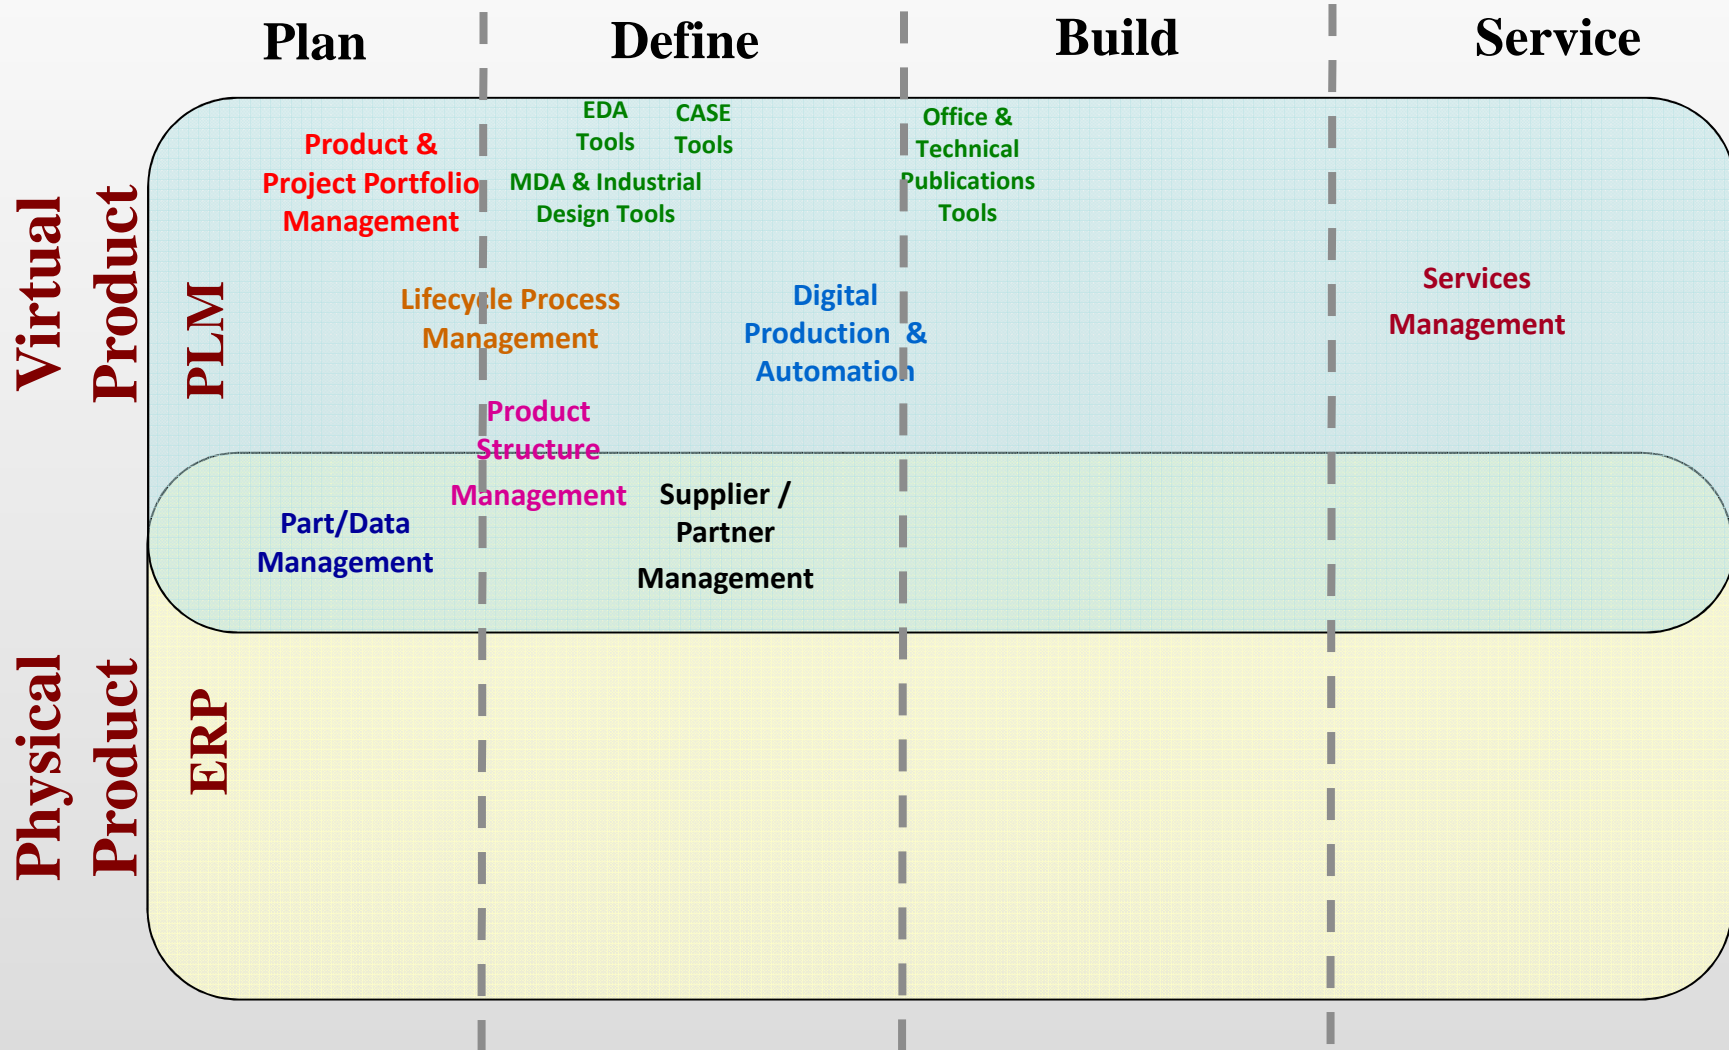 Plan
Define
Build
Service
Virtual
Product
PLM
Product &
Project Portfolio
Management
EDA
Tools
CASE
Tools
MDA & Industrial
Design Tools
Office &
Technical
Publications
Tools
Lifecycle Process
Management
Digital
Production &
Automation
Services
Management
Product
Structure
Management
Part/Data
Management
Supplier /
Partner
Management
Physical
Product
ERP